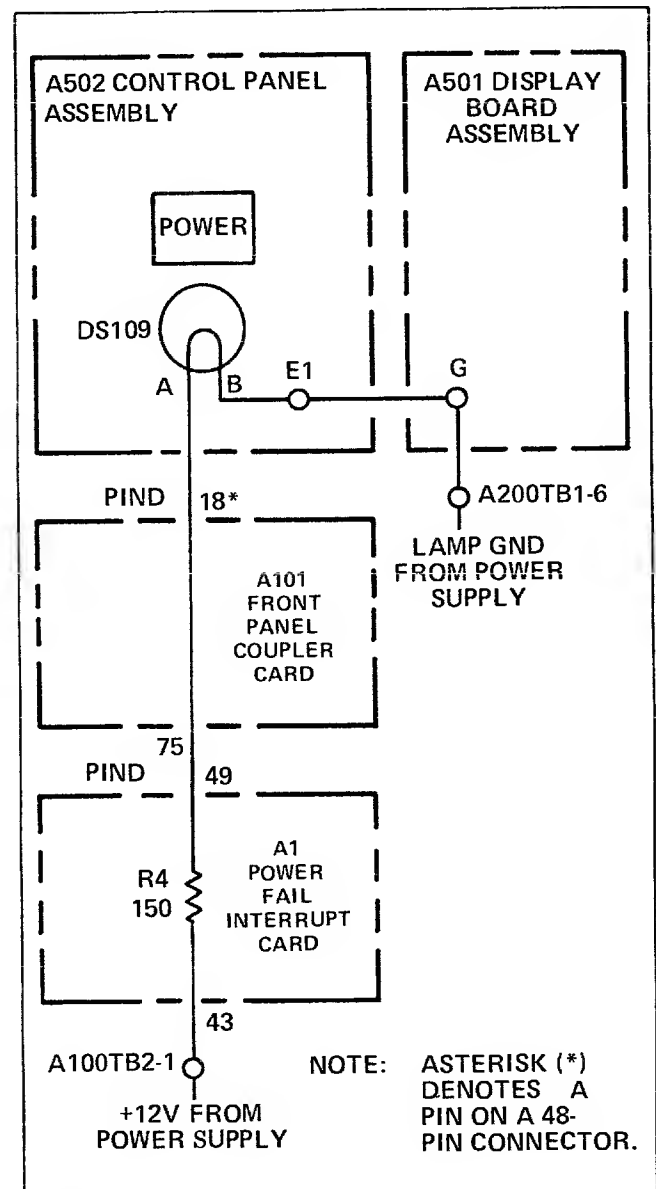 A502 CONTROL PANEL
ASSEMBLY
A501 DISPLAY
BOARD
ASSEMBLY
POWER
DS109
A
B
E1
G
A200TB1-6
LAMP GND
FROM POWER
SUPPLY
PIND
18*
A101
FRONT
PANEL
COUPLER
CARD
75
PIND
49
R4
150
A1
POWER
FAIL
INTERRUPT
CARD
43
A100TB2-1
+12V FROM
POWER SUPPLY
NOTE: ASTERISK (*)
DENOTES A
PIN ON A 48-
PIN CONNECTOR.